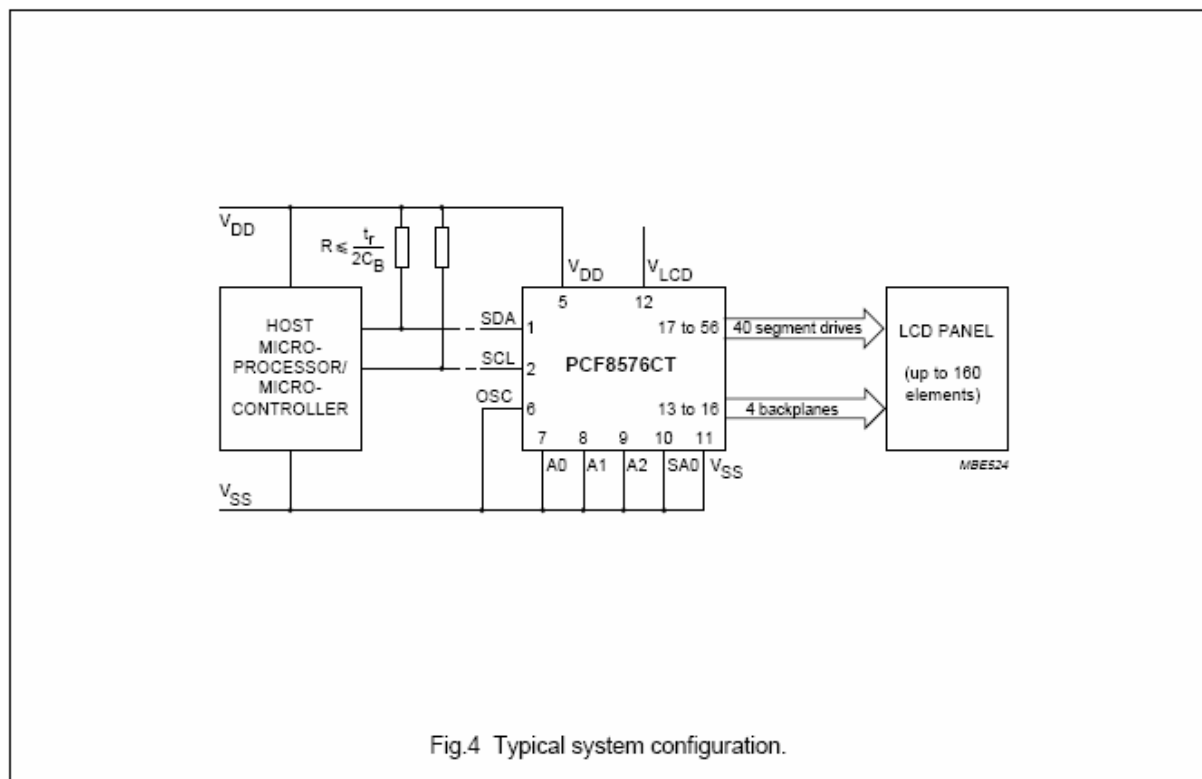 VDD
R ≤ tr
2CB
VDD
VLCD
5
12
HOST
MICRO-
PROCESSOR/
MICRO-
CONTROLLER
SDA
1
17 to 56
40 segment drives
LCD PANEL
(up to 160
elements)
SCL
2
PCF8576CT
OSC
6
13 to 16
4 backplanes
7 8 9 10 11
A0 A1 A2 SA0 VSS
MBE524
VSS
Fig.4 Typical system configuration.